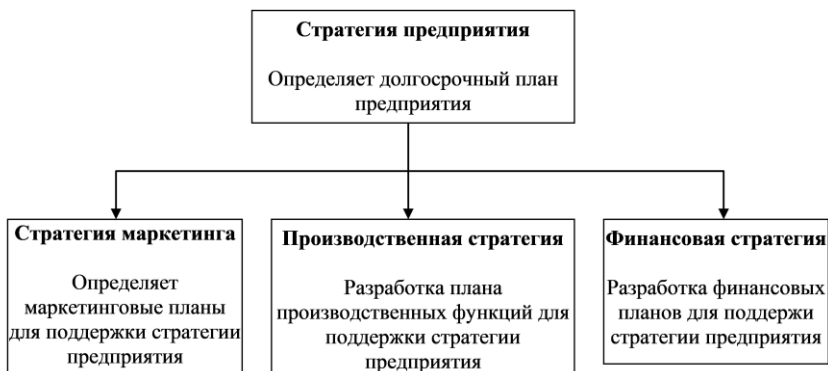 Стратегия предприятия
Определяет долгосрочный план
предприятия
Стратегия маркетинга
Определяет
маркетинговые планы
для поддержки стратегии
предприятия
Производственная стратегия
Разработка плана
производственных функций для
поддержки стратегии
предприятия
Финансовая стратегия
Разработка финансовых
планов для поддержи
стратегии предприятия